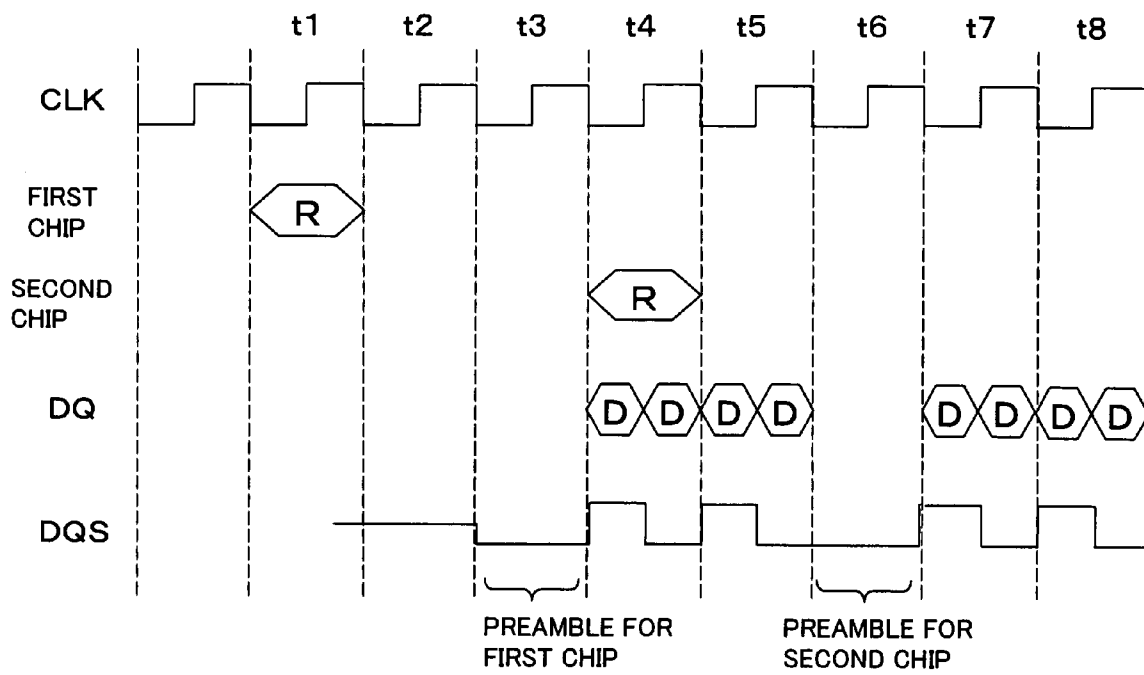 t1 t2 t3 t4 t5 t6 t7 t8
CLK
FIRST
CHIP
R
SECOND
CHIP
R
DQ
D D D D D D D D
DQS
PREAMBLE FOR
FIRST CHIP
PREAMBLE FOR
SECOND CHIP